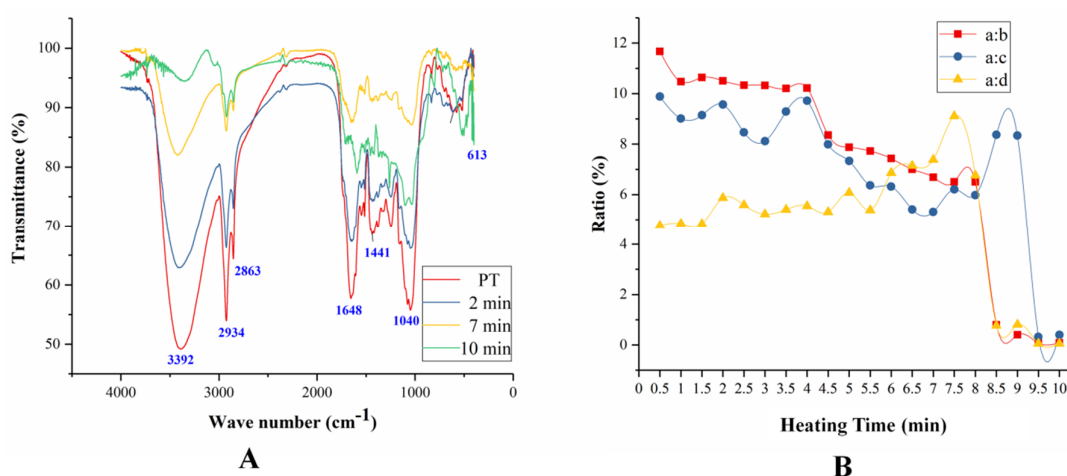 100
90
80
70
60
50
Transmittance (%)
3392
2934
2863
1648
1441
1040
613
PT
2 min
7 min
10 min
4000
3000
2000
1000
0
Wave number (cm-1)
A
12
10
8
6
4
2
0
Ratio (%)
a:b
a:c
a:d
0.5 1 1.5 2 2.5 3 3.5 4 4.5 5 5.5 6 6.5 7 7.5 8 8.5 9 9.5 10
Heating Time (min)
B